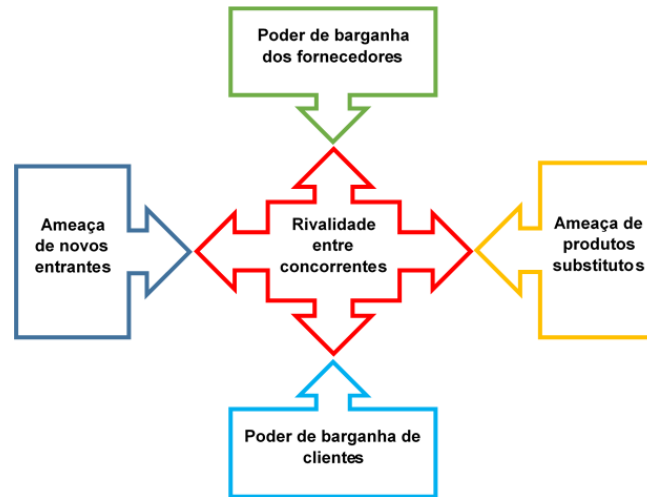 Poder de barganha
dos fornecedores
Ameaça
de novos
entrantes
Rivalidade
entre
concorrentes
Ameaça de
produtos
substitutos
Poder de barganha de
clientes